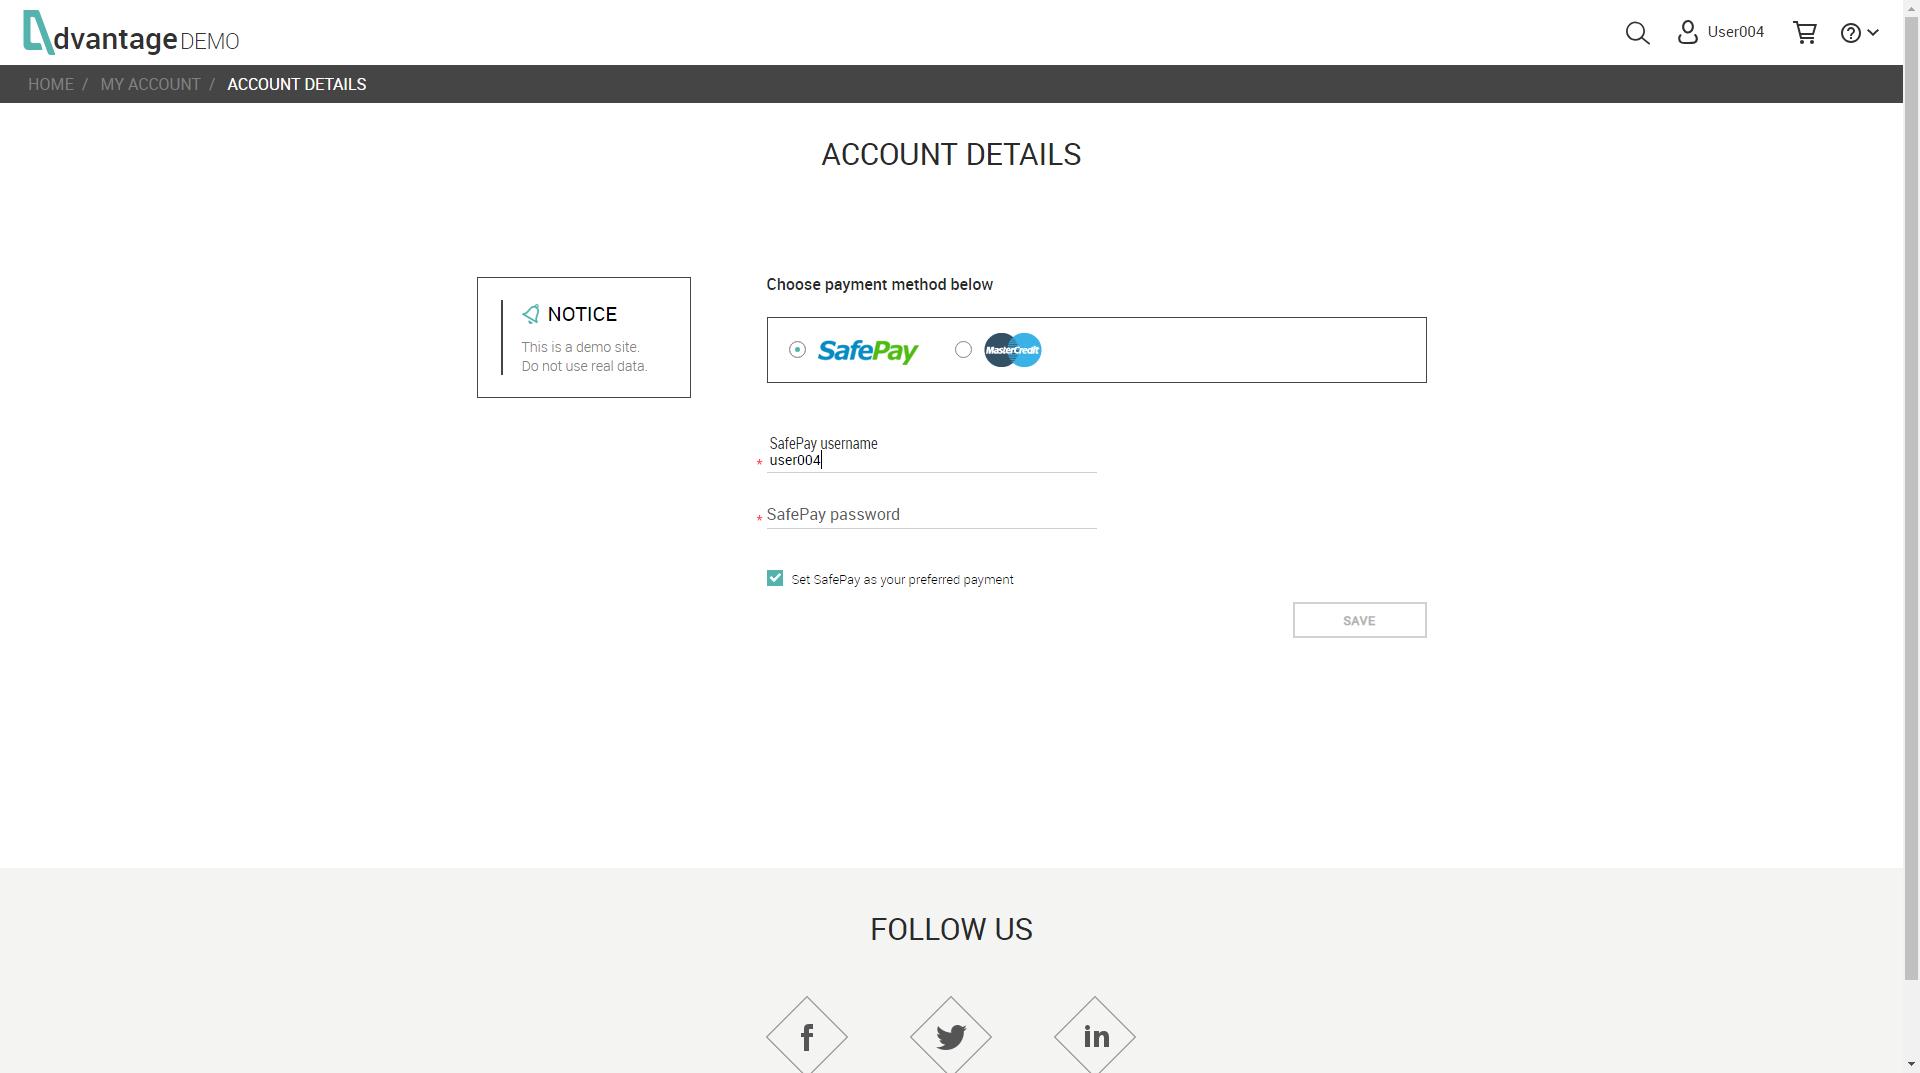 dvantage DEMO
User004
HOME / MY ACCOUNT / ACCOUNT DETAILS
ACCOUNT DETAILS
NOTICE
This is a demo site.
Do not use real data.
Choose payment method below
SafePay MasterCredit
SafePay username
* user004
* SafePay password
Set SafePay as your preferred payment
SAVE
FOLLOW US
f in